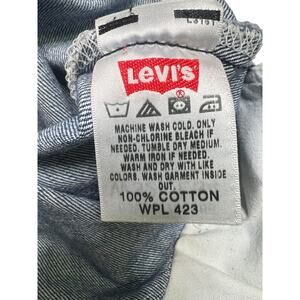 LEVI'S
MACHINE WASH COLD. ONLY
NON-CHLORINE BLEACH IF
NEEDED. TUMBLE DRY MEDIUM.
WARM IRON IF NEEDED.
WASH AND DRY WITH LIKE
COLORS. WASH GARMENT INSIDE
OUT.
100% COTTON
WPL 423